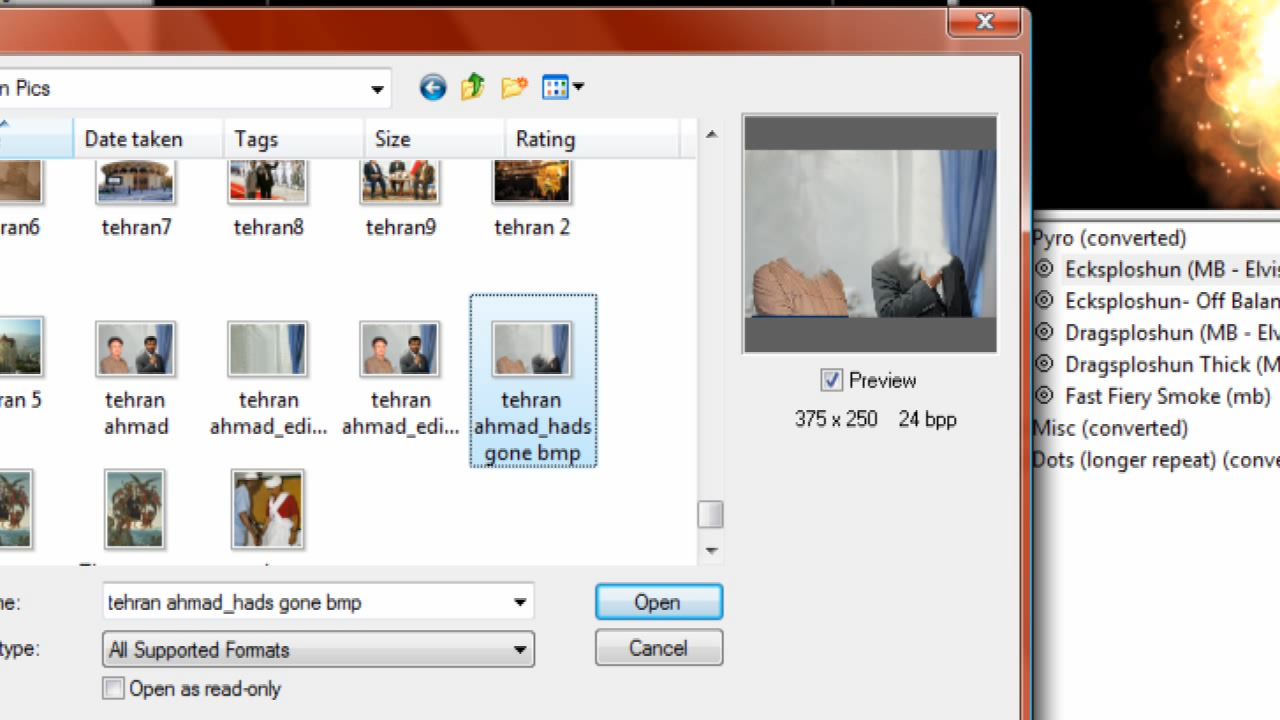 n Pics
Date taken
Tags
Size
Rating
ran6
tehran7
tehran8
tehran9
tehran 2
ran 5
tehran
ahmad
tehran
ahmad_edi...
tehran
ahmad_edi...
tehran
ahmad_hads
gone bmp
Preview
375 x 250 24 bpp
ne:
tehran ahmad_hads gone bmp
Open
type:
All Supported Formats
Cancel
Open as read-only
Pyro (converted)
Ecksploshun (MB - Elvis
Ecksploshun- Off Balan
Dragsploshun (MB - Elv
Dragsploshun Thick (M
Fast Fiery Smoke (mb)
Misc (converted)
Dots (longer repeat) (conve